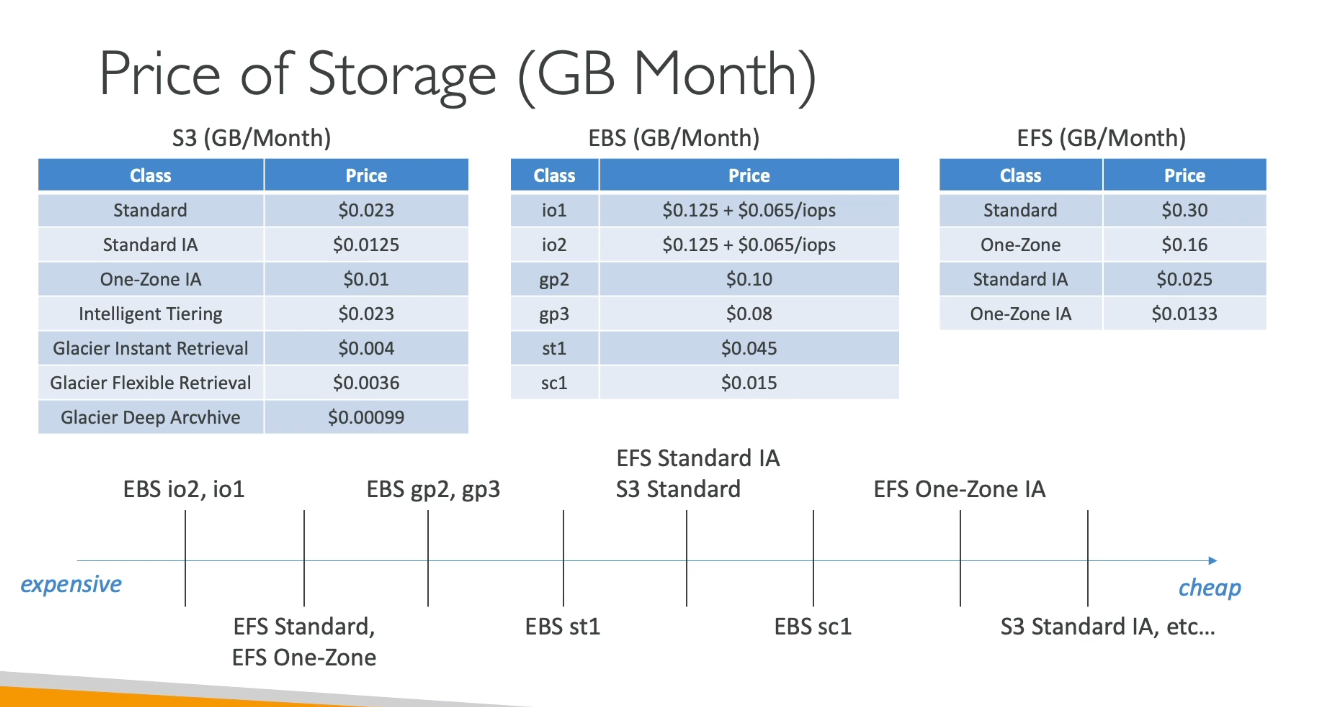 Price of Storage (GB Month)
S3 (GB/Month)
Class Price
Standard $0.023
Standard IA $0.0125
One-Zone IA $0.01
Intelligent Tiering $0.023
Glacier Instant Retrieval $0.004
Glacier Flexible Retrieval $0.0036
Glacier Deep Arcvhive $0.00099
EBS (GB/Month)
Class Price
io1 $0.125 + $0.065/iops
io2 $0.125 + $0.065/iops
gp2 $0.10
gp3 $0.08
st1 $0.045
sc1 $0.015
EFS (GB/Month)
Class Price
Standard $0.30
One-Zone $0.16
Standard IA $0.025
One-Zone IA $0.0133
EBS io2, io1
EBS gp2, gp3
EFS Standard IA
S3 Standard
EFS One-Zone IA
expensive
cheap
EFS Standard,
EFS One-Zone
EBS st1
EBS sc1
S3 Standard IA, etc...